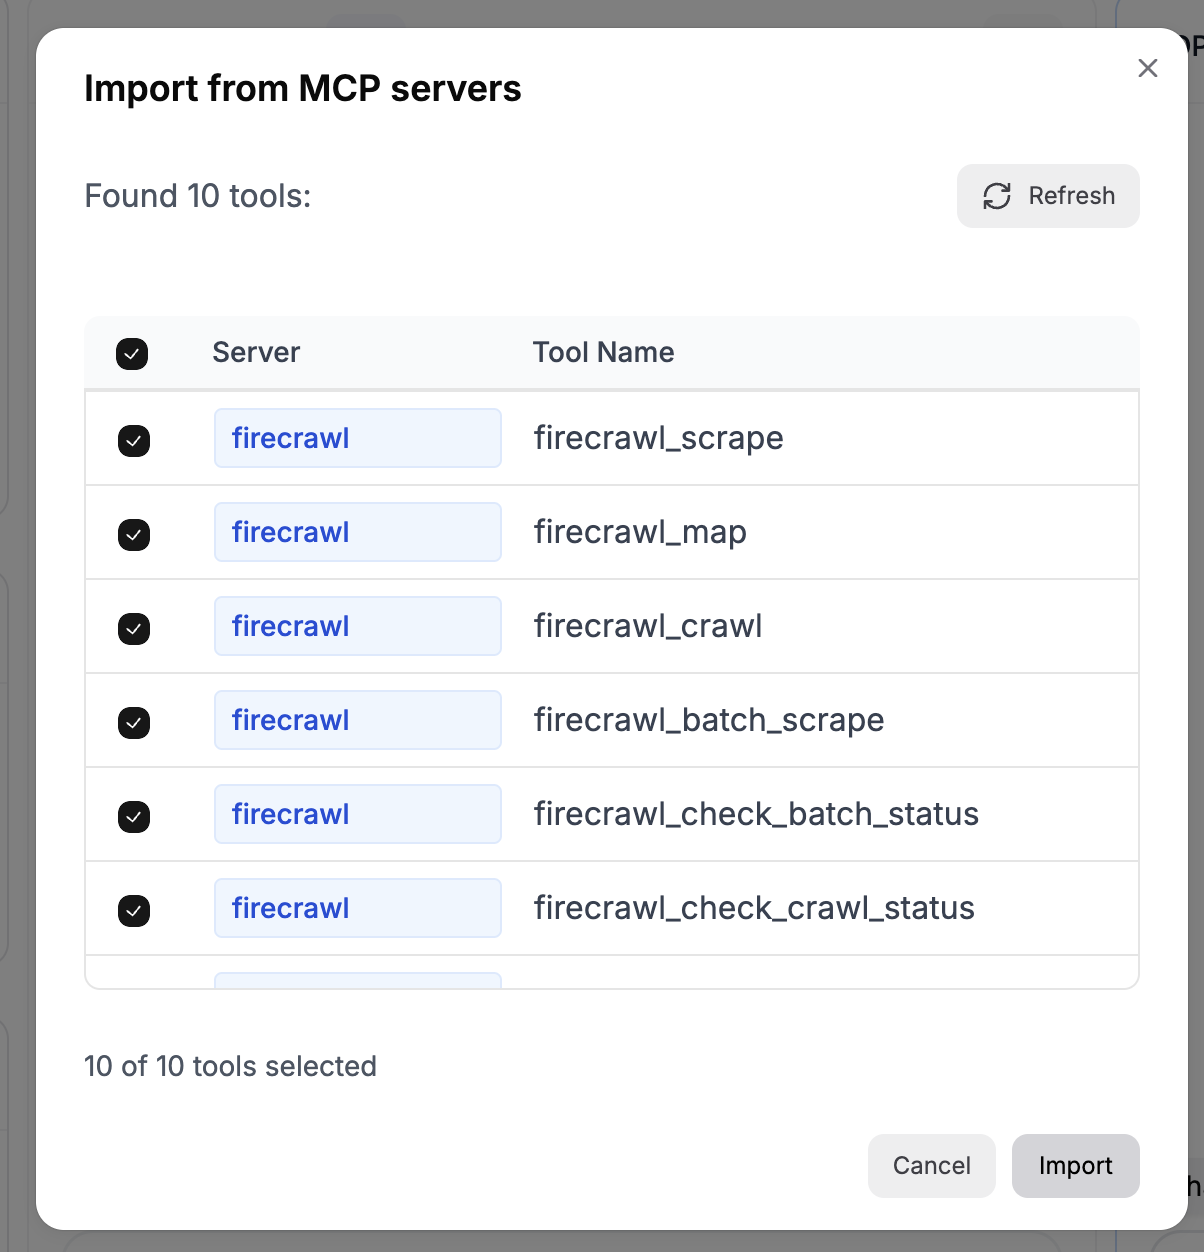 Import from MCP servers
Found 10 tools:
Refresh
Server Tool Name
firecrawl firecrawl_scrape
firecrawl firecrawl_map
firecrawl firecrawl_crawl
firecrawl firecrawl_batch_scrape
firecrawl firecrawl_check_batch_status
firecrawl firecrawl_check_crawl_status
10 of 10 tools selected
Cancel Import